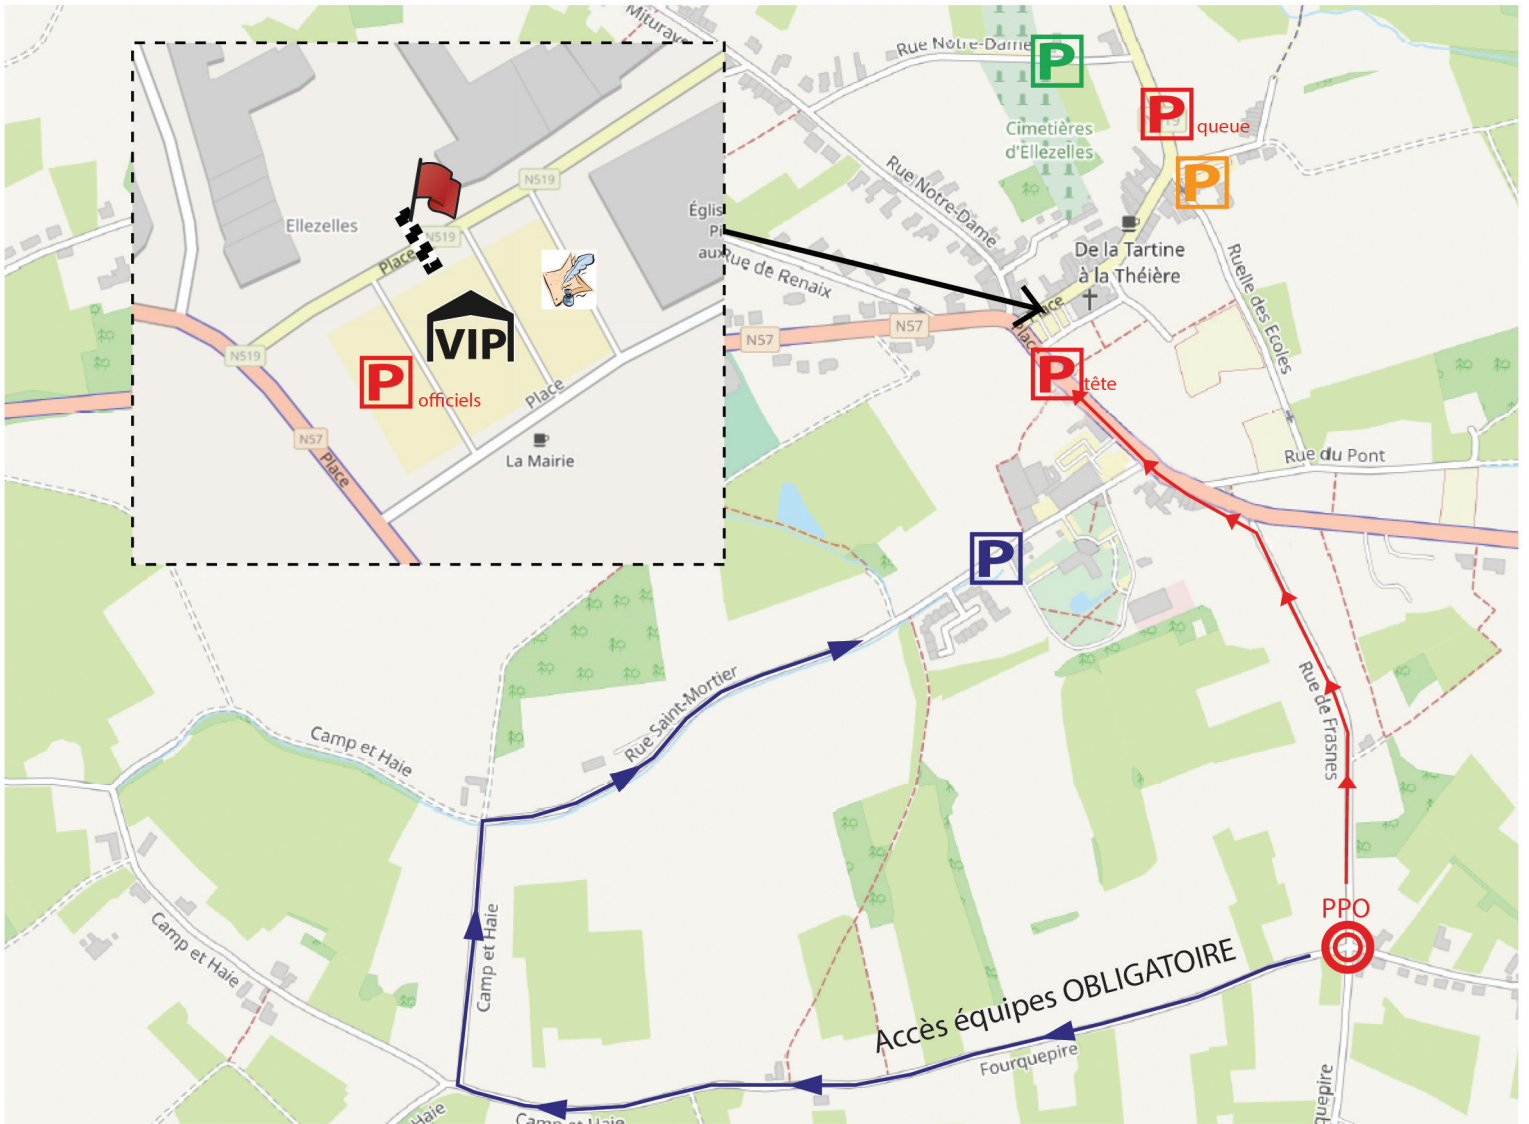 Rue Notre-Dame
P
P
queue
P
Cimetières
d'Ellezelles
Rue Notre-Dame
De la Tartine
à la Théière
Ruelle des Ecoles
Rue de Renaix
Place
N57
N57
P
tête
Rue du Pont
N519
Ellezelles
N519
Place
N519
VIP
P
officiels
Place
N57
Place
La Mairie
P
Rue Saint-Mortier
Camp et Haie
Rue de Frasnes
Camp et Haie
Camp et Haie
PPO
Accès équipes OBLIGATOIRE
Fourquepire
Camp et Haie
Haie